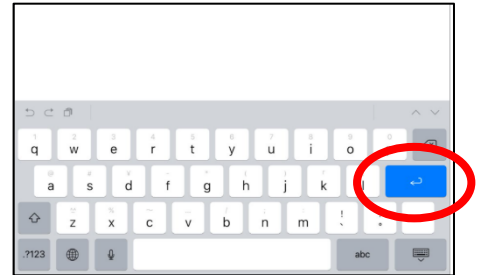 1 2 3 4 5 6 7 8 9 0
q w e r t y u i o
@ # ¥
a s d f g h j k l
%
z x c v b n m !
.?123 abc